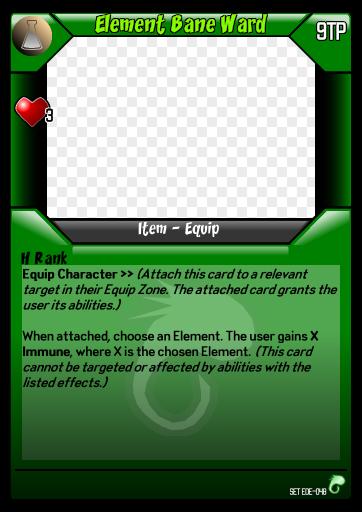 Element Bane Ward
9TP
3
Item - Equip
H Rank
Equip Character >> (Attach this card to a relevant
target in their Equip Zone. The attached card grants the
user its abilities.)
When attached, choose an Element. The user gains X
Immune, where X is the chosen Element. (This card
cannot be targeted or affected by abilities with the
listed effects.)
SET EOE-048